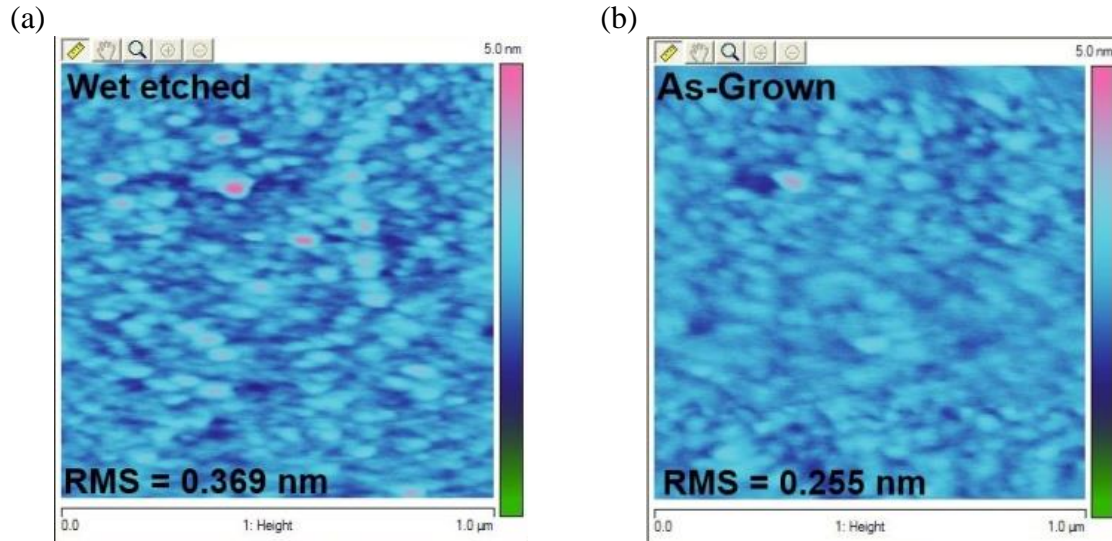 (a)
5.0 nm
Wet etched
RMS = 0.369 nm
0.0 1: Height 1.0 µm
(b)
5.0 nm
As-Grown
RMS = 0.255 nm
0.0 1: Height 1.0 µm